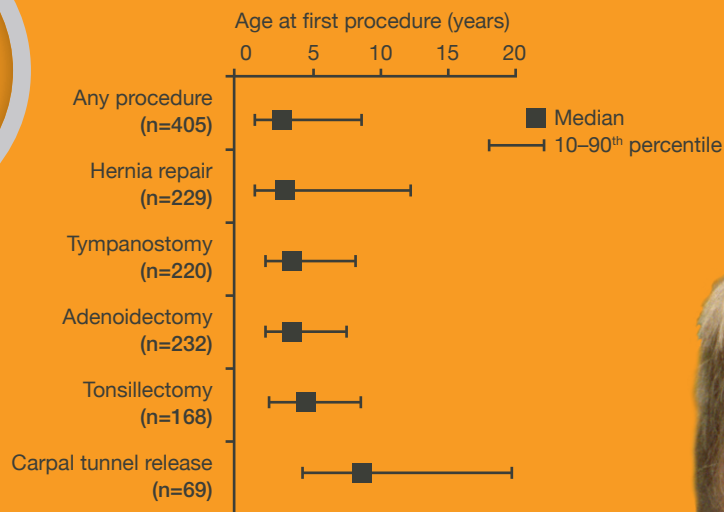 Age at first procedure (years)
0 5 10 15 20
Any procedure
(n=405)
Median
10–90th percentile
Hernia repair
(n=229)
Tympanostomy
(n=220)
Adenoidectomy
(n=232)
Tonsillectomy
(n=168)
Carpal tunnel release
(n=69)